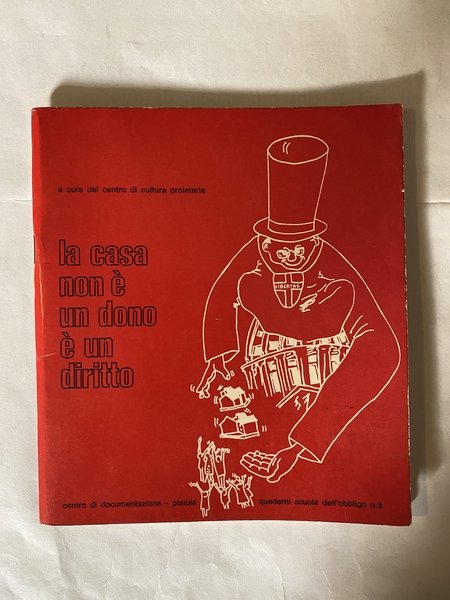 a cura del centro di cultura proletaria
la casa
non è
un dono
è un
diritto
LIBERTAS
centro di documentazione - pistoia
quaderni scuola dell'obbligo n.3